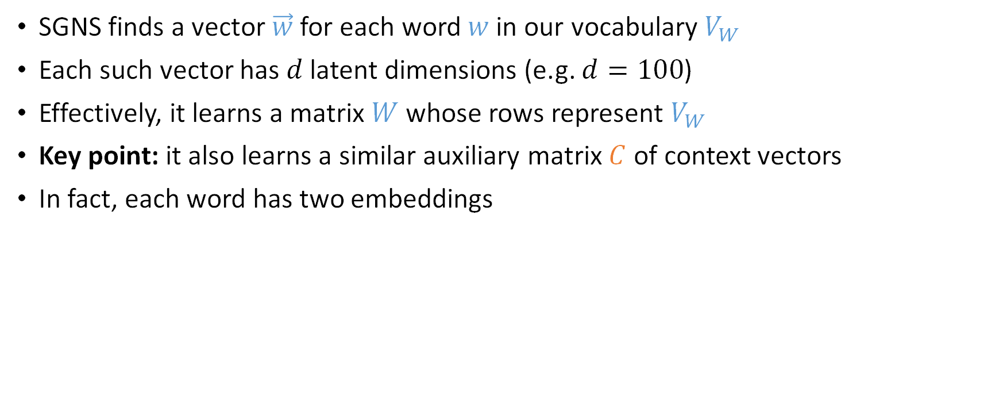 • SGNS finds a vector w⃗ for each word w in our vocabulary V_W
• Each such vector has d latent dimensions (e.g. d = 100)
• Effectively, it learns a matrix W whose rows represent V_W
• Key point: it also learns a similar auxiliary matrix C of context vectors
• In fact, each word has two embeddings